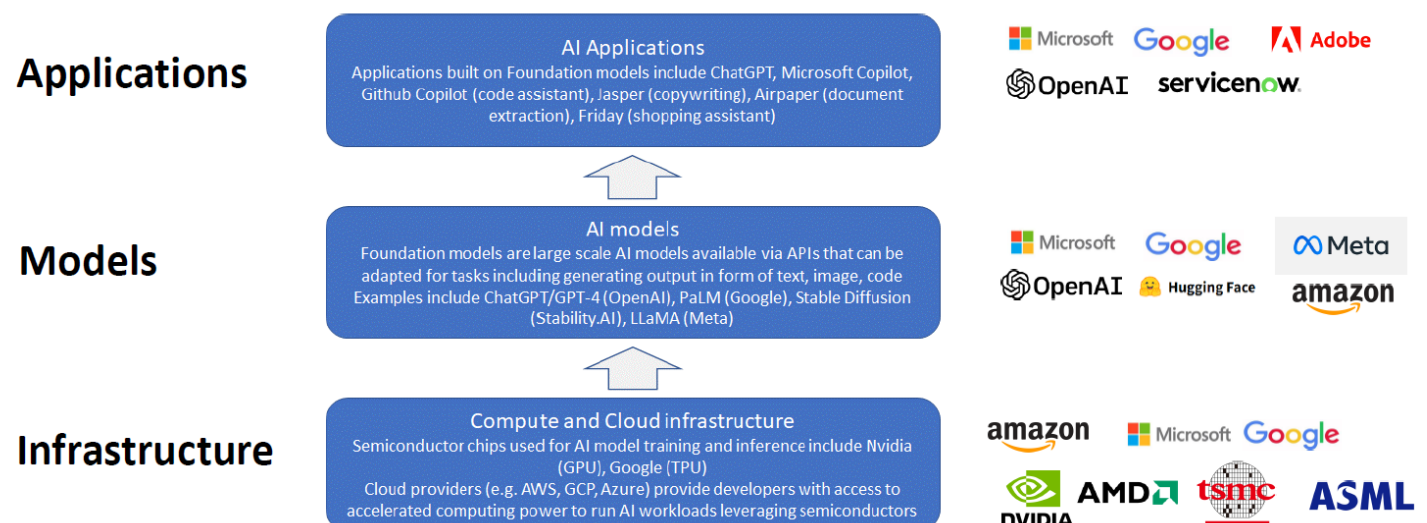 Applications
AI Applications
Applications built on Foundation models include ChatGPT, Microsoft Copilot,
Github Copilot (code assistant), Jasper (copywriting), Airpaper (document
extraction), Friday (shopping assistant)
Microsoft Google Adobe
OpenAI servicenow.
Models
AI models
Foundation models are large scale AI models available via APIs that can be
adapted for tasks including generating output in form of text, image, code
Examples include ChatGPT/GPT-4 (OpenAI), PaLM (Google), Stable Diffusion
(Stability.AI), LLaMA (Meta)
Microsoft Google Meta
OpenAI Hugging Face amazon
Infrastructure
Compute and Cloud infrastructure
Semiconductor chips used for AI model training and inference include Nvidia
(GPU), Google (TPU)
Cloud providers (e.g. AWS, GCP, Azure) provide developers with access to
accelerated computing power to run AI workloads leveraging semiconductors
amazon Microsoft Google
NVIDIA AMD tsmc ASML